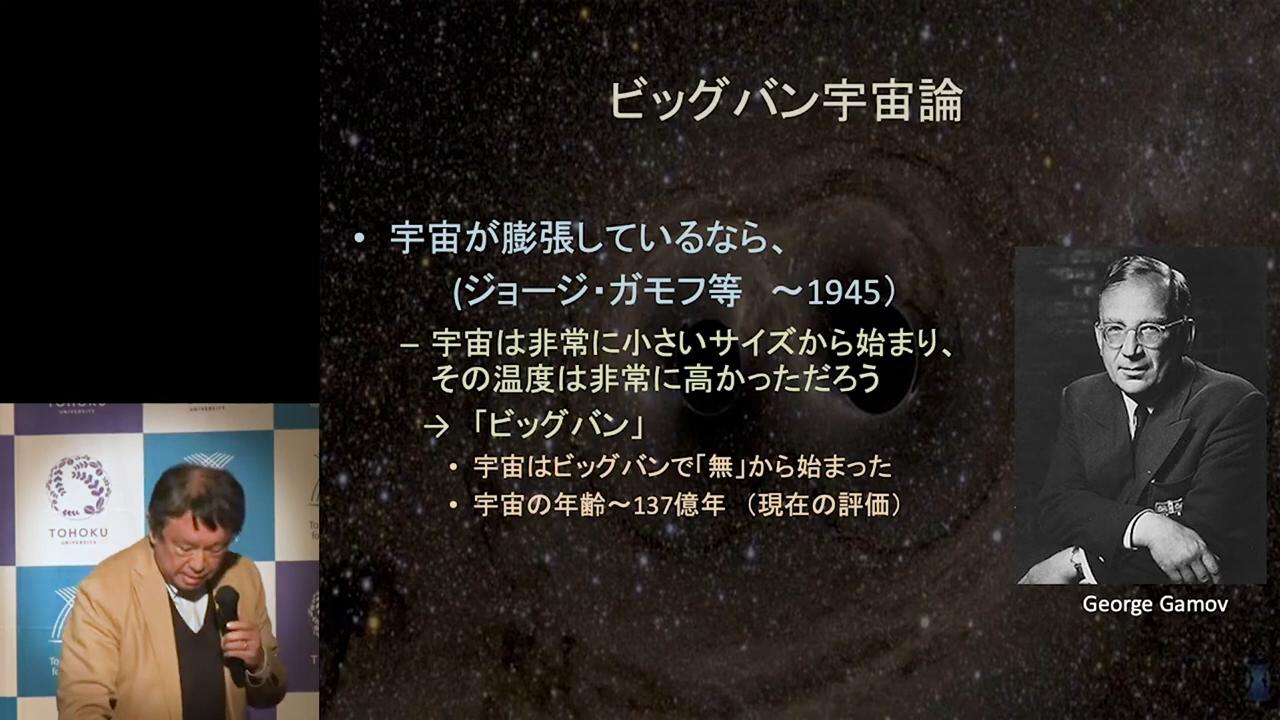 ビッグバン宇宙論
• 宇宙が膨張しているなら、
(ジョージ・ガモフ等　～1945）
– 宇宙は非常に小さいサイズから始まり、
その温度は非常に高かっただろう
→ 「ビッグバン」
• 宇宙はビッグバンで「無」から始まった
• 宇宙の年齢～137億年 （現在の評価）
George Gamov
UNIVERSITY
UNIVERSITY
TOHOKU
UNIVERSITY